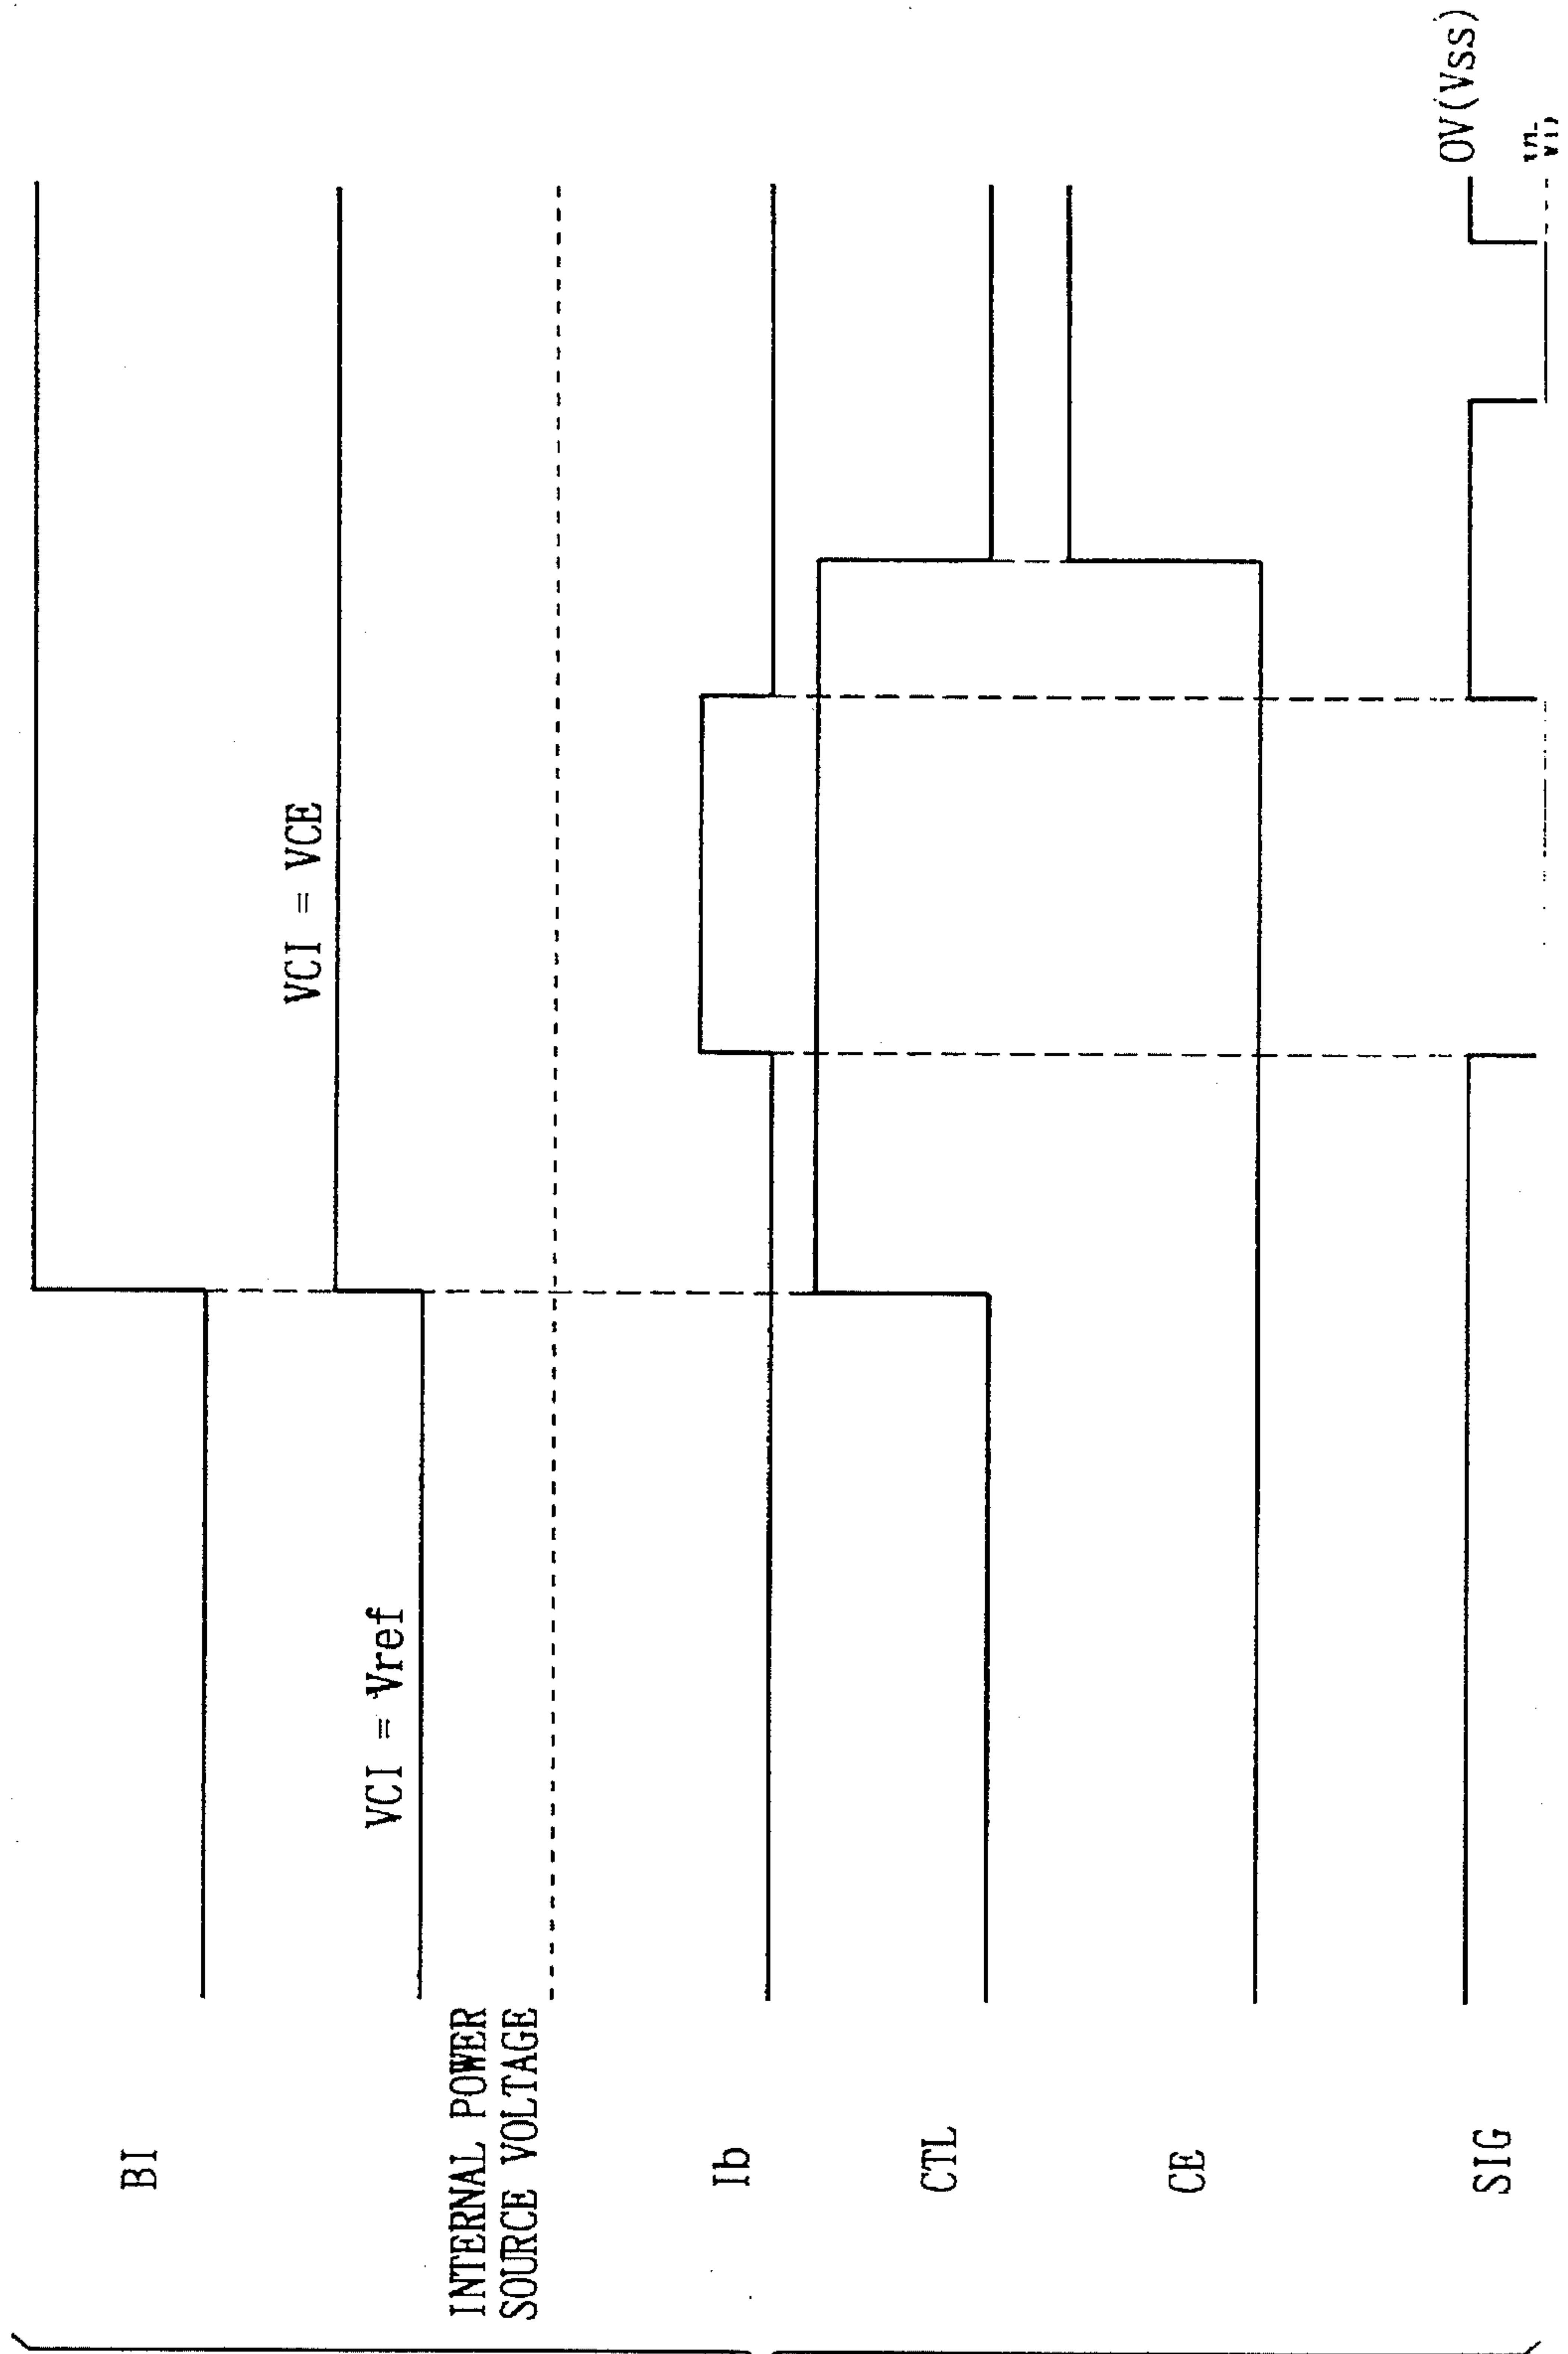 BI
VCI = VCE
VCI = Vref
INTERNAL POWER
SOURCE VOLTAGE
Ib
CTL
CE
SIG
0V(Vss)